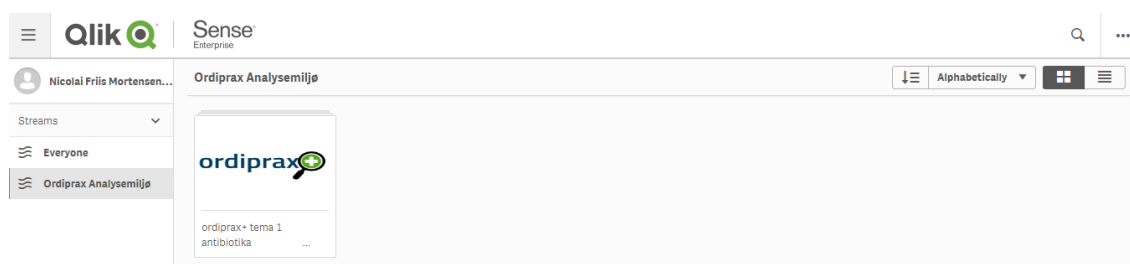 Qlik Sense®
Enterprise
Nicolai Friis Mortensen...
Ordiprax Analysemiljø
Alphabetically
Streams
Everyone
Ordiprax Analysemiljø
ordiprax
ordiprax+ tema 1
antibiotika ...